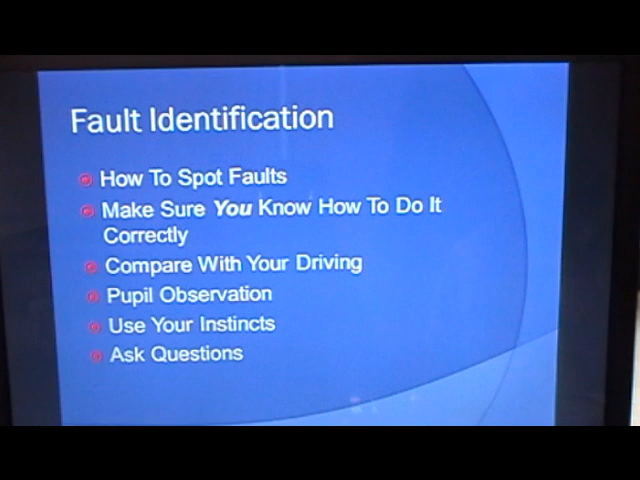 Fault Identification
How To Spot Faults
Make Sure You Know How To Do It
Correctly
Compare With Your Driving
Pupil Observation
Use Your Instincts
Ask Questions